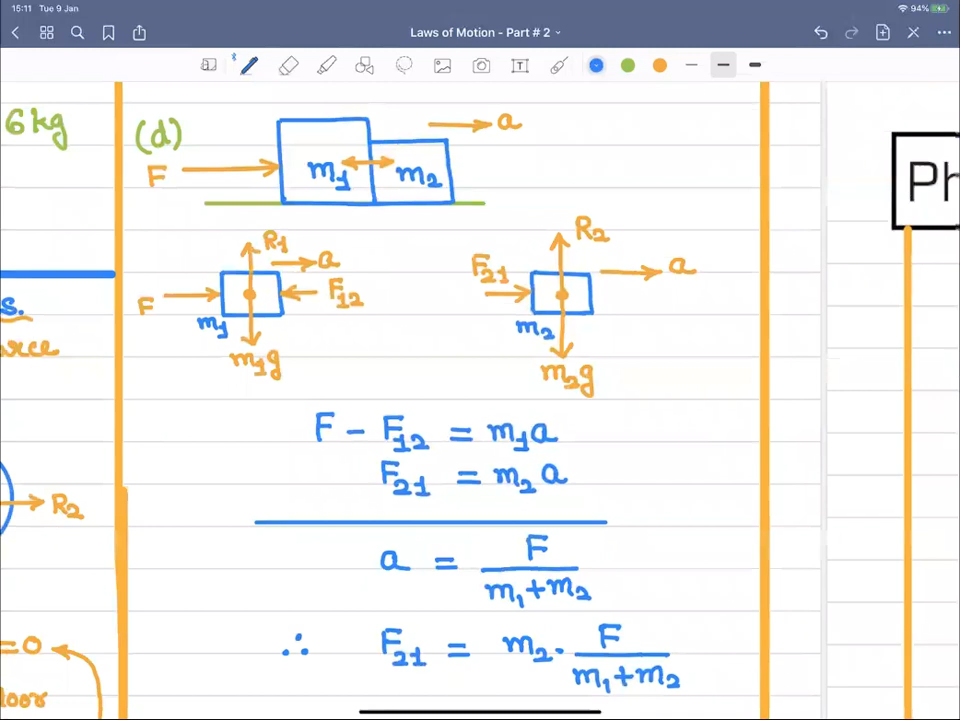 15:11 Tue 9 Jan
94%
Laws of Motion - Part # 2
6 kg
(d)
a
F
m₁ m₂
Ph
R₁
a
F
F₁₂
m₁
m₁g
R₂
F₂₁
a
m₂
m₂g
s.
F - F₁₂ = m₁a
F₂₁ = m₂a
R₂
a = F / m₁+m₂
∴ F₂₁ = m₂ · F / m₁+m₂
=0
loor